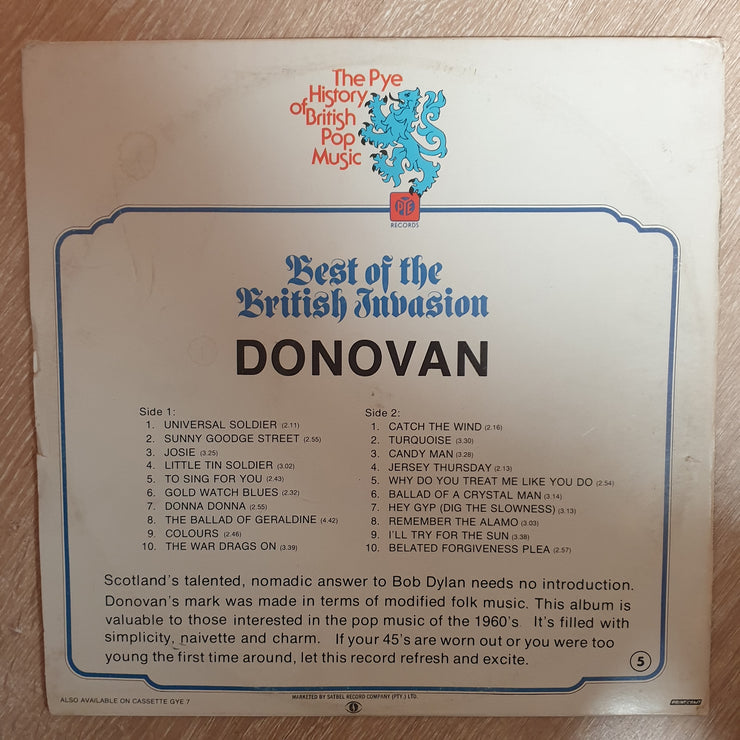 The Pye
History
of British
Pop
Music
PYE
RECORDS
Best of the
British Invasion
DONOVAN
Side 1:
1. UNIVERSAL SOLDIER (2.11)
2. SUNNY GOODGE STREET (2.55)
3. JOSIE (3.25)
4. LITTLE TIN SOLDIER (3.02)
5. TO SING FOR YOU (2.43)
6. GOLD WATCH BLUES (2.32)
7. DONNA DONNA (2.55)
8. THE BALLAD OF GERALDINE (4.42)
9. COLOURS (2.46)
10. THE WAR DRAGS ON (3.39)
Side 2:
1. CATCH THE WIND (2.16)
2. TURQUOISE (3.30)
3. CANDY MAN (3.28)
4. JERSEY THURSDAY (2.13)
5. WHY DO YOU TREAT ME LIKE YOU DO (2.54)
6. BALLAD OF A CRYSTAL MAN (3.14)
7. HEY GYP (DIG THE SLOWNESS) (3.13)
8. REMEMBER THE ALAMO (3.03)
9. I'LL TRY FOR THE SUN (3.38)
10. BELATED FORGIVENESS PLEA (2.57)
Scotland's talented, nomadic answer to Bob Dylan needs no introduction.
Donovan's mark was made in terms of modified folk music. This album is
valuable to those interested in the pop music of the 1960's. It's filled with
simplicity, naivette and charm. If your 45's are worn out or you were too
young the first time around, let this record refresh and excite.
5
ALSO AVAILABLE ON CASSETTE GYE 7
MARKETED BY SATBEL RECORD COMPANY (PTY.) LTD.